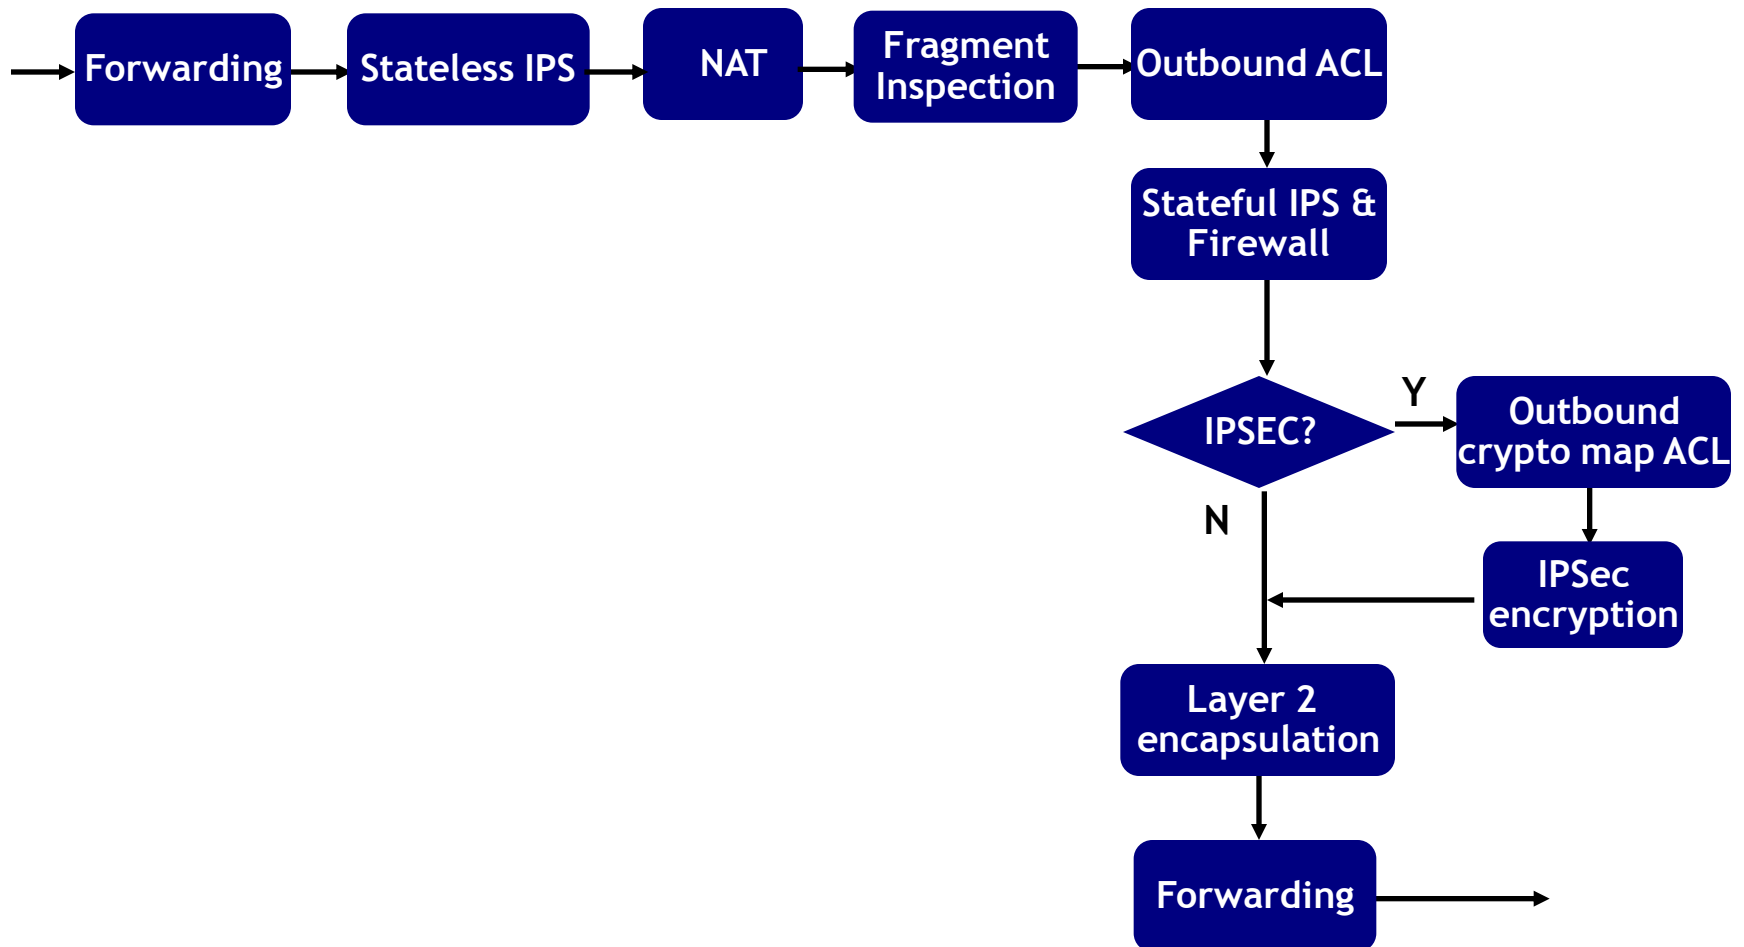 Forwarding
Stateless IPS
NAT
Fragment
Inspection
Outbound ACL
Stateful IPS &
Firewall
IPSEC?
Y
Outbound
crypto map ACL
N
IPSec
encryption
Layer 2
encapsulation
Forwarding